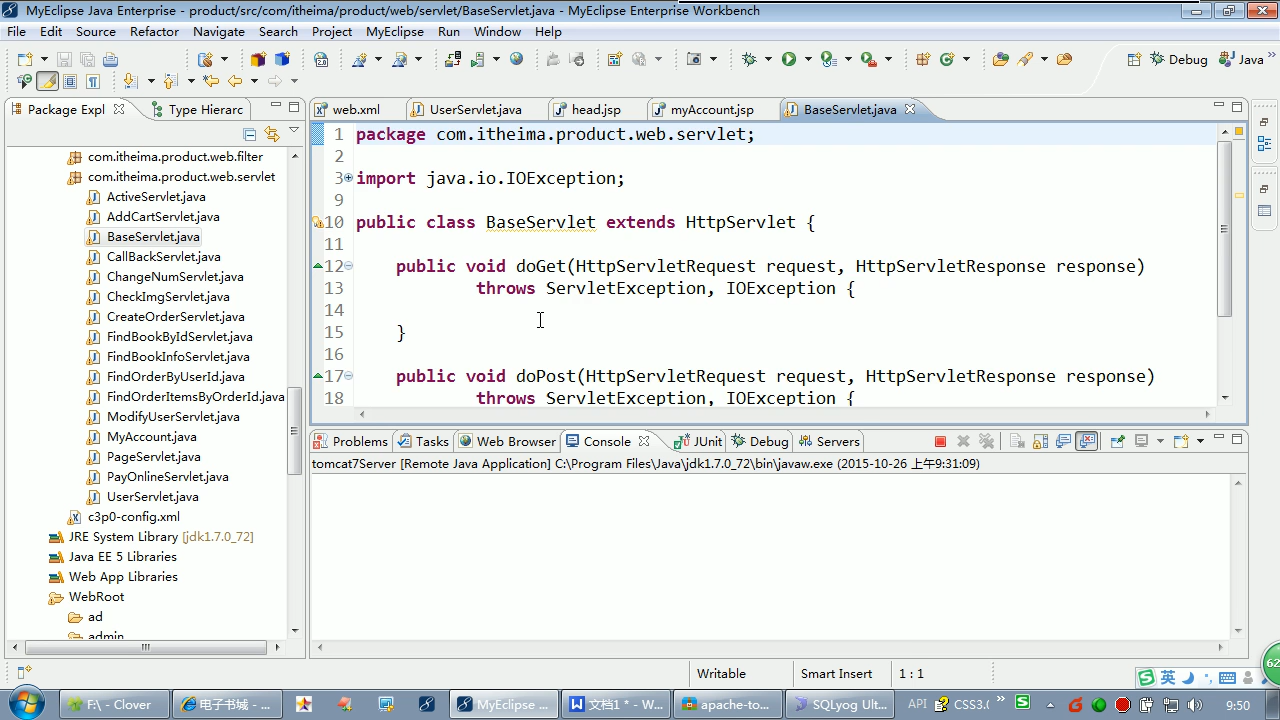 MyEclipse Java Enterprise - product/src/com/itheima/product/web/servlet/BaseServlet.java - MyEclipse Enterprise Workbench
File Edit Source Refactor Navigate Search Project MyEclipse Run Window Help
Debug Java
Package Expl Type Hierarc
com.itheima.product.web.filter
com.itheima.product.web.servlet
ActiveServlet.java
AddCartServlet.java
BaseServlet.java
CallBackServlet.java
ChangeNumServlet.java
CheckImgServlet.java
CreateOrderServlet.java
FindBookByIdServlet.java
FindBookInfoServlet.java
FindOrderByUserId.java
FindOrderItemsByOrderId.java
ModifyUserServlet.java
MyAccount.java
PageServlet.java
PayOnlineServlet.java
UserServlet.java
c3p0-config.xml
JRE System Library [jdk1.7.0_72]
Java EE 5 Libraries
Web App Libraries
WebRoot
ad
admin
web.xml UserServlet.java head.jsp myAccount.jsp BaseServlet.java
1 package com.itheima.product.web.servlet;
2
3 import java.io.IOException;
9
10 public class BaseServlet extends HttpServlet {
11
12 public void doGet(HttpServletRequest request, HttpServletResponse response)
13 throws ServletException, IOException {
14
15 }
16
17 public void doPost(HttpServletRequest request, HttpServletResponse response)
18 throws ServletException, IOException {
Problems Tasks Web Browser Console JUnit Debug Servers
tomcat7Server [Remote Java Application] C:\Program Files\Java\jdk1.7.0_72\bin\javaw.exe (2015-10-26 上午9:31:09)
Writable Smart Insert 1 : 1
英
62
F:\ - Clover 电子书城 - ... MyEclipse ... 文档1 * - W... apache-to... SQLyog Ult... API CSS3.( 9:50